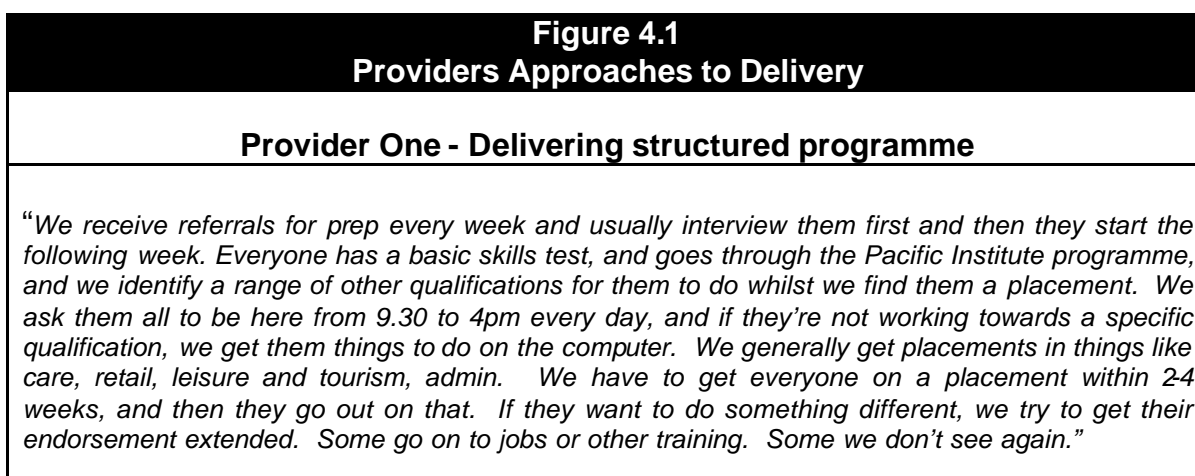 Figure 4.1
Providers Approaches to Delivery
Provider One - Delivering structured programme
“We receive referrals for prep every week and usually interview them first and then they start the
following week. Everyone has a basic skills test, and goes through the Pacific Institute programme,
and we identify a range of other qualifications for them to do whilst we find them a placement. We
ask them all to be here from 9.30 to 4pm every day, and if they’re not working towards a specific
qualification, we get them things to do on the computer. We generally get placements in things like
care, retail, leisure and tourism, admin. We have to get everyone on a placement within 2-4
weeks, and then they go out on that. If they want to do something different, we try to get their
endorsement extended. Some go on to jobs or other training. Some we don’t see again.”